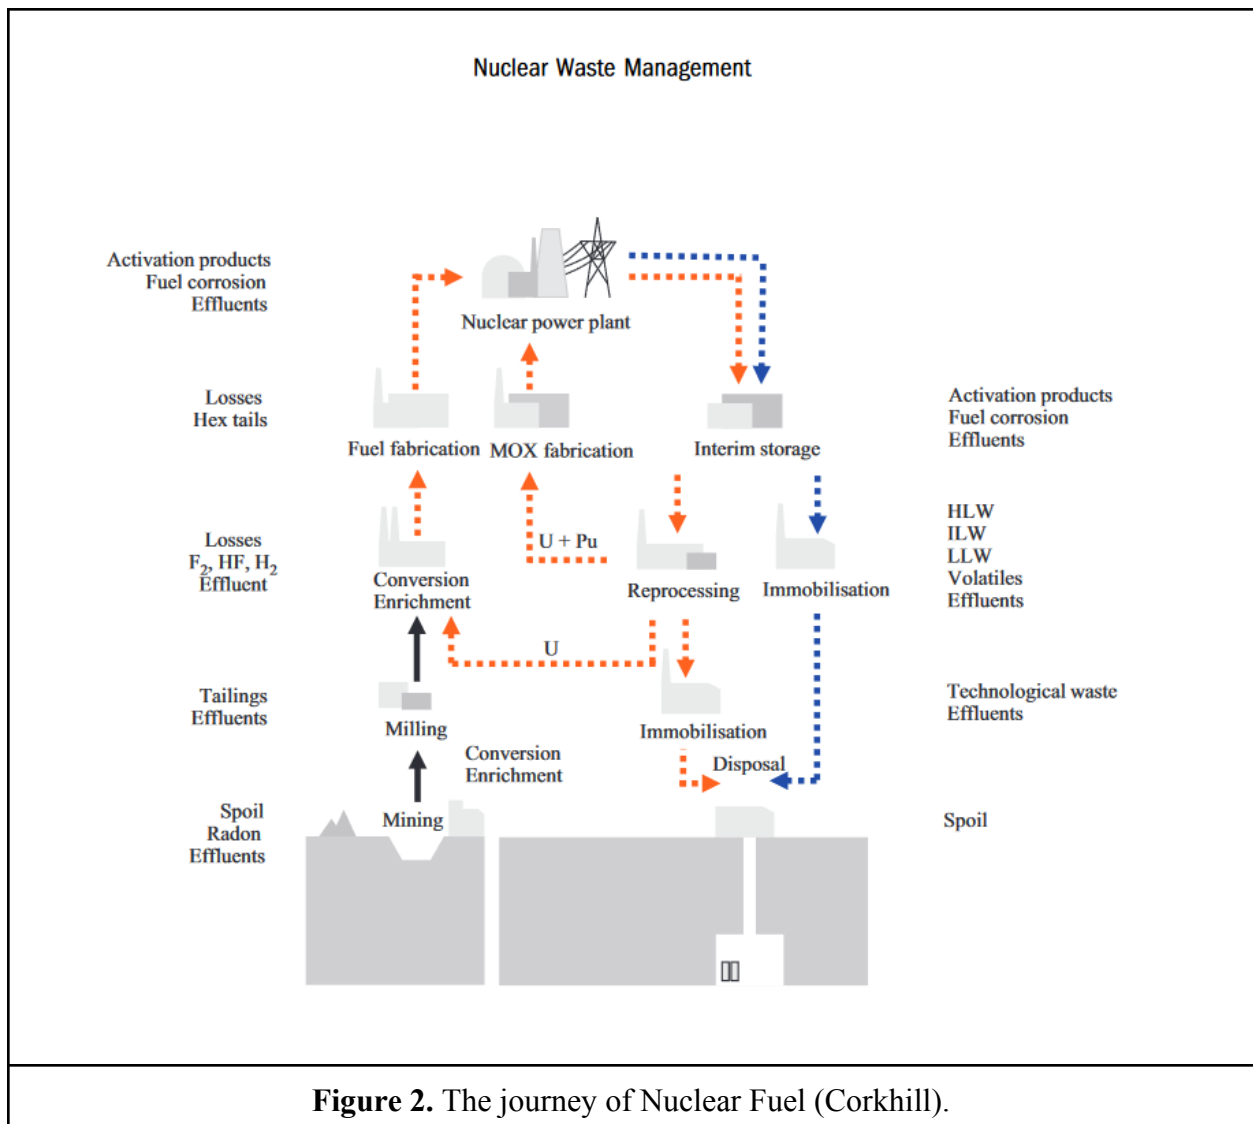 Nuclear Waste Management
Activation products
Fuel corrosion
Effluents
Nuclear power plant
Losses
Hex tails
Fuel fabrication
MOX fabrication
Interim storage
Activation products
Fuel corrosion
Effluents
Losses
F2, HF, H2
Effluent
Conversion
Enrichment
U + Pu
Reprocessing
Immobilisation
HLW
ILW
LLW
Volatiles
Effluents
U
Tailings
Effluents
Milling
Immobilisation
Technological waste
Effluents
Conversion
Enrichment
Disposal
Spoil
Radon
Effluents
Mining
Spoil
Figure 2. The journey of Nuclear Fuel (Corkhill).